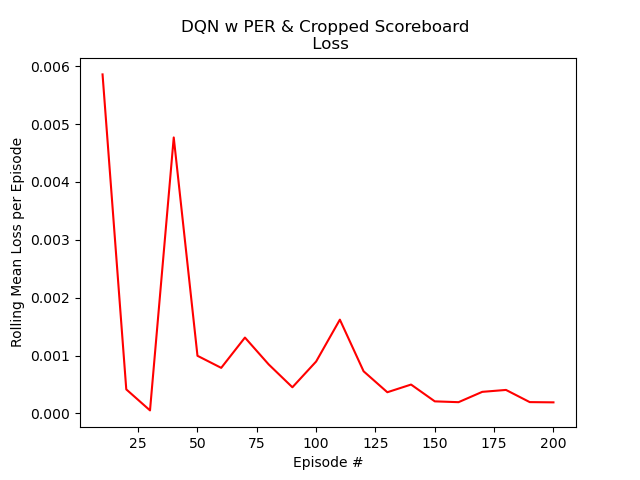 DQN w PER & Cropped Scoreboard
Loss
Rolling Mean Loss per Episode
0.006
0.005
0.004
0.003
0.002
0.001
0.000
25 50 75 100 125 150 175 200
Episode #